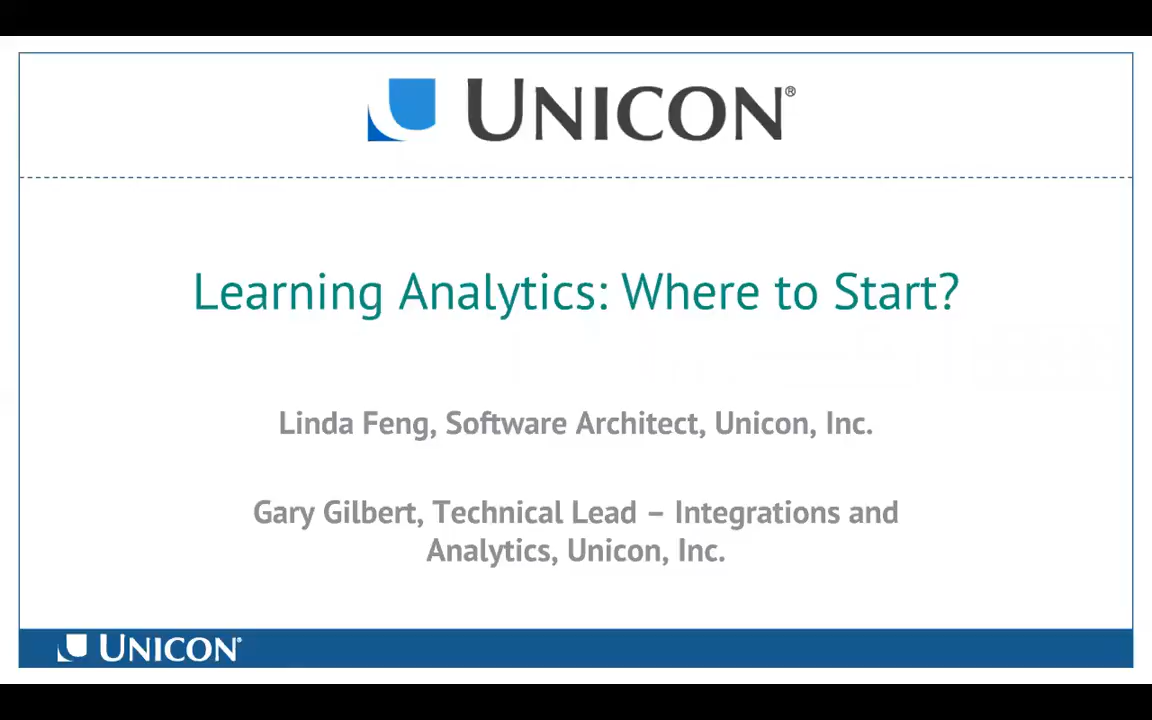 UNICON®
Learning Analytics: Where to Start?
Linda Feng, Software Architect, Unicon, Inc.
Gary Gilbert, Technical Lead – Integrations and
Analytics, Unicon, Inc.
UNICON®